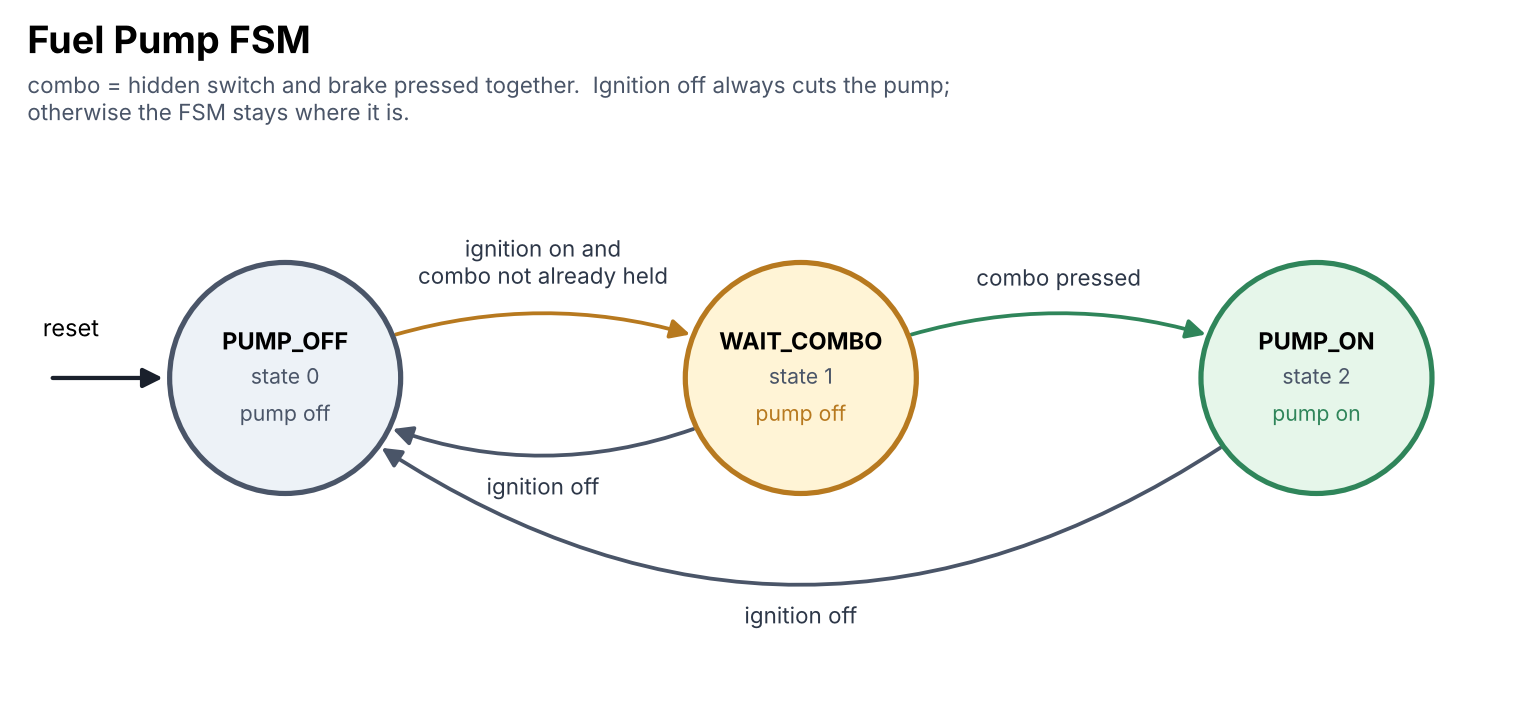 Fuel Pump FSM
combo = hidden switch and brake pressed together.  Ignition off always cuts the pump;
otherwise the FSM stays where it is.
ignition on and
combo not already held
combo pressed
reset
PUMP_OFF
state 0
pump off
WAIT_COMBO
state 1
pump off
PUMP_ON
state 2
pump on
ignition off
ignition off